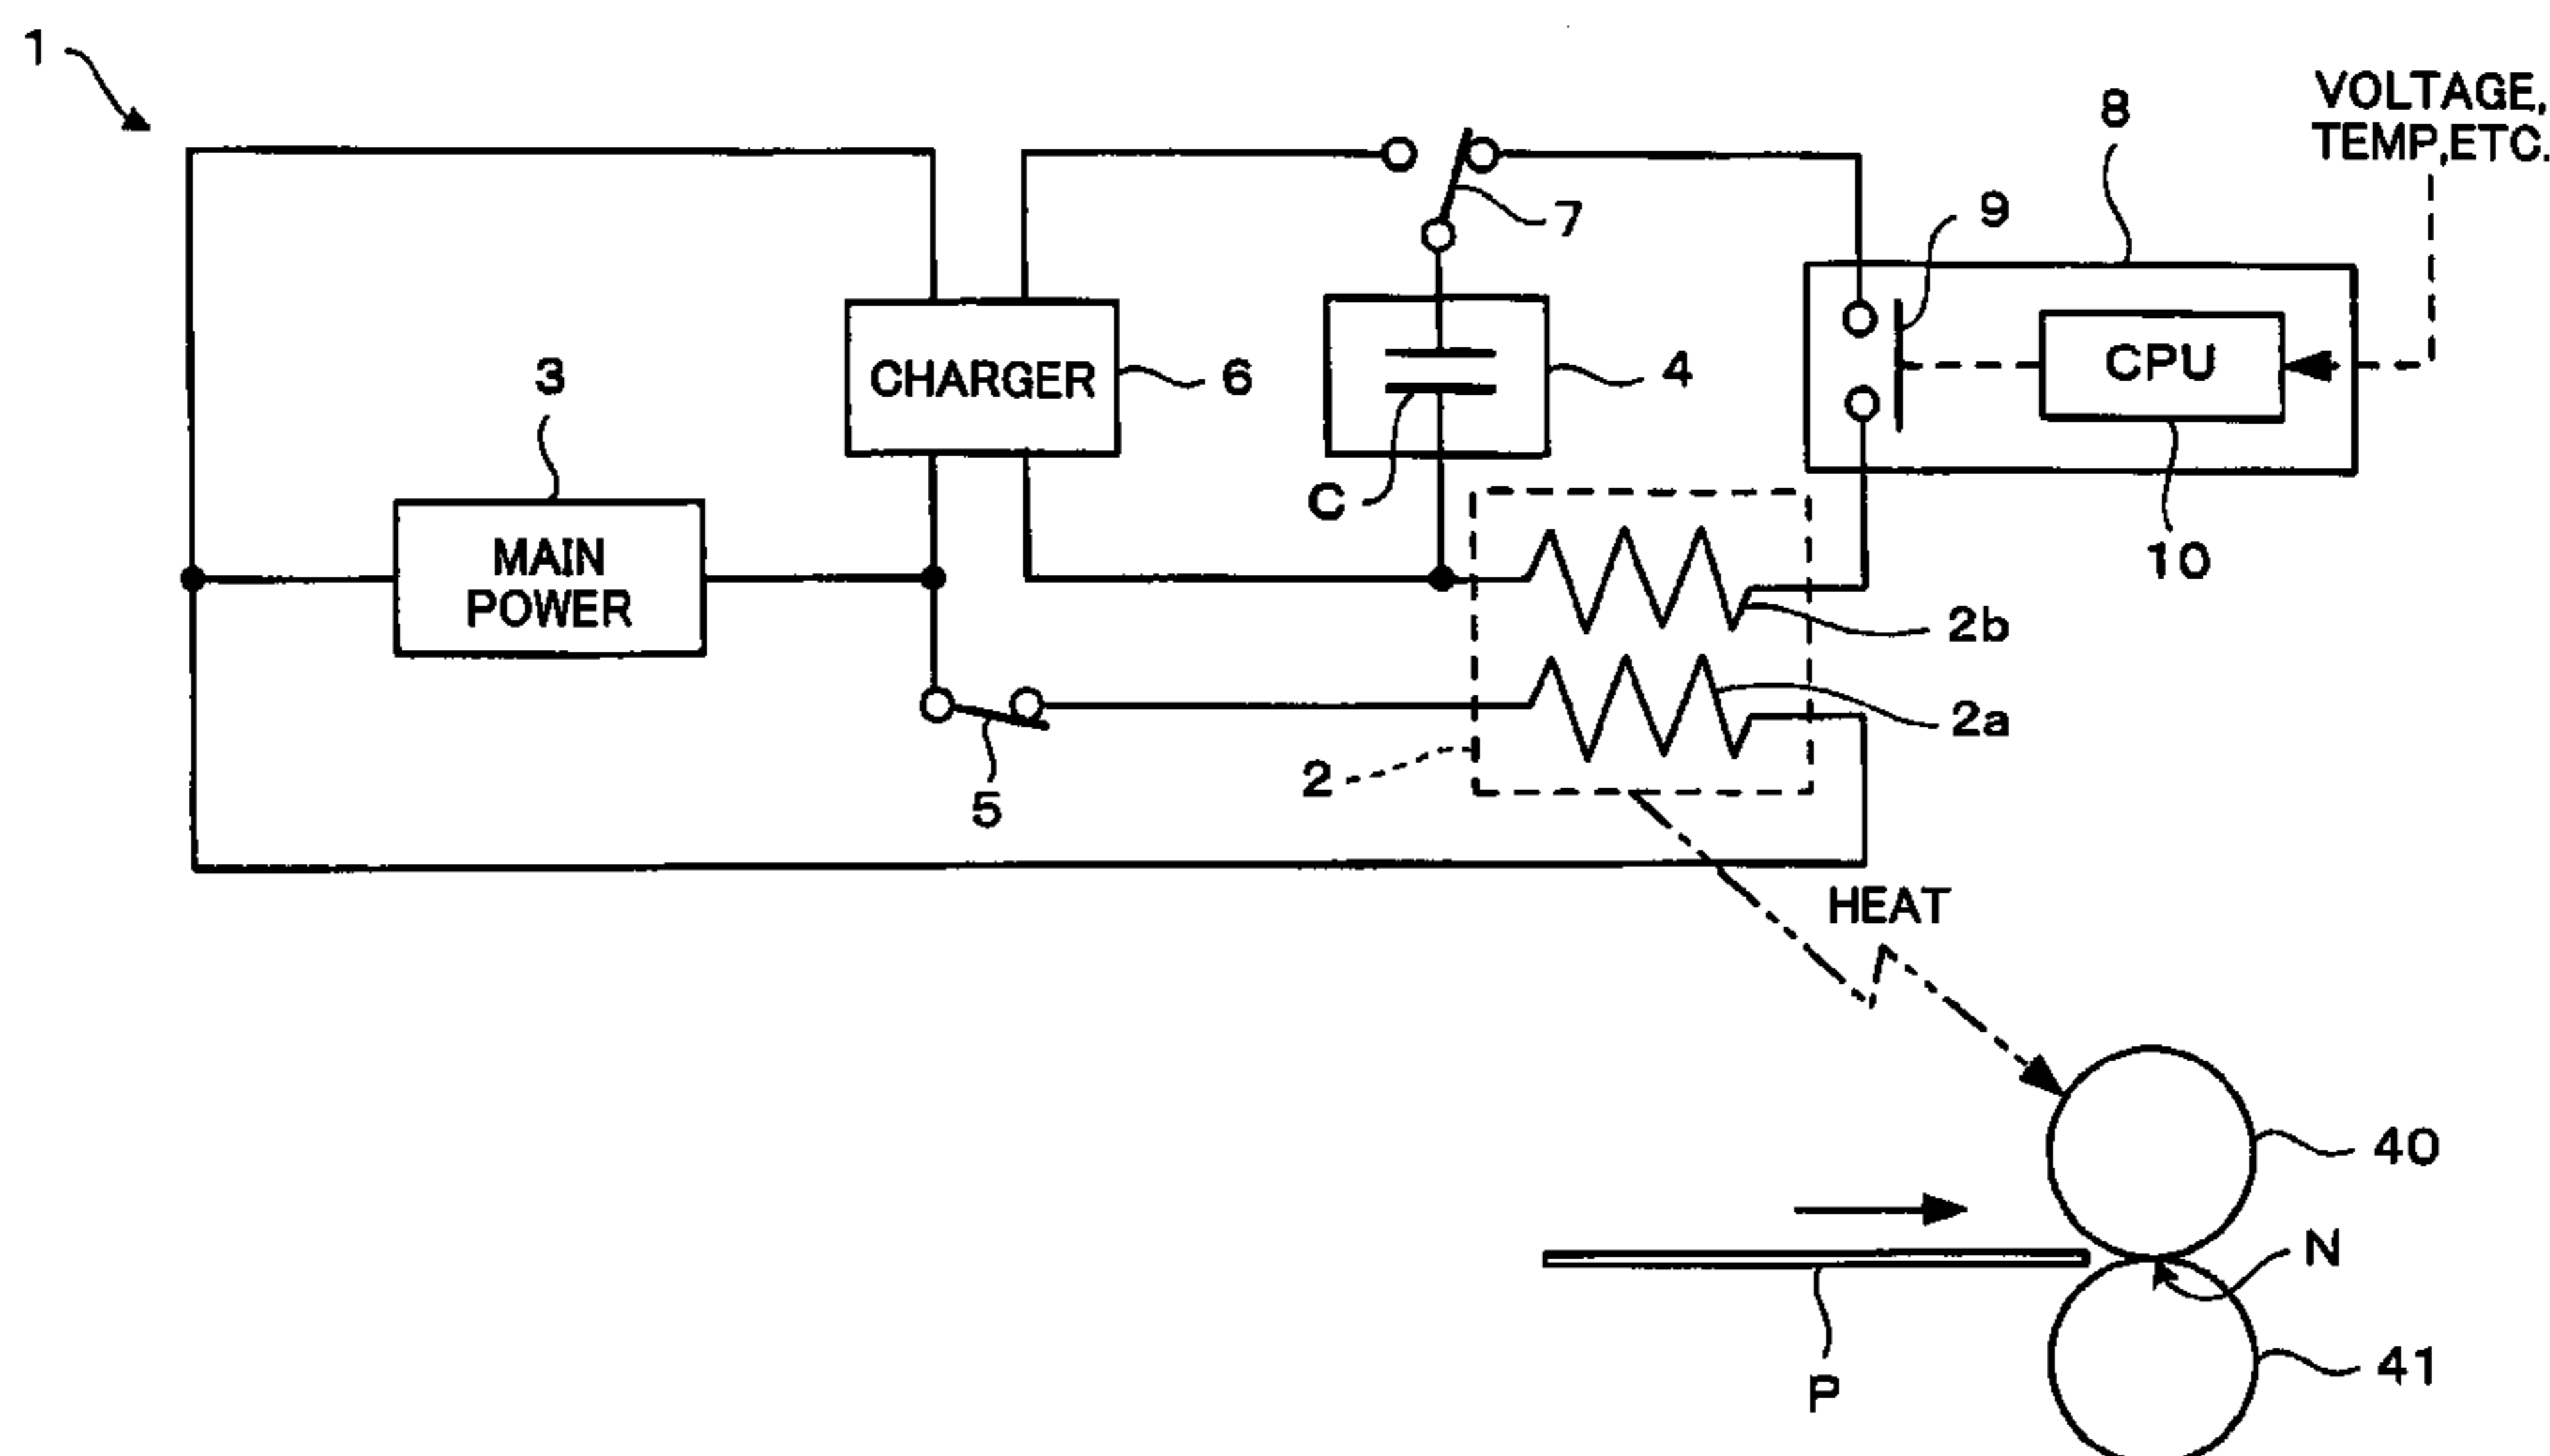 1
VOLTAGE,
TEMP,ETC.
8
7
9
CHARGER
6
4
CPU
3
C
10
MAIN
POWER
2b
2a
2
5
HEAT
40
N
P
41